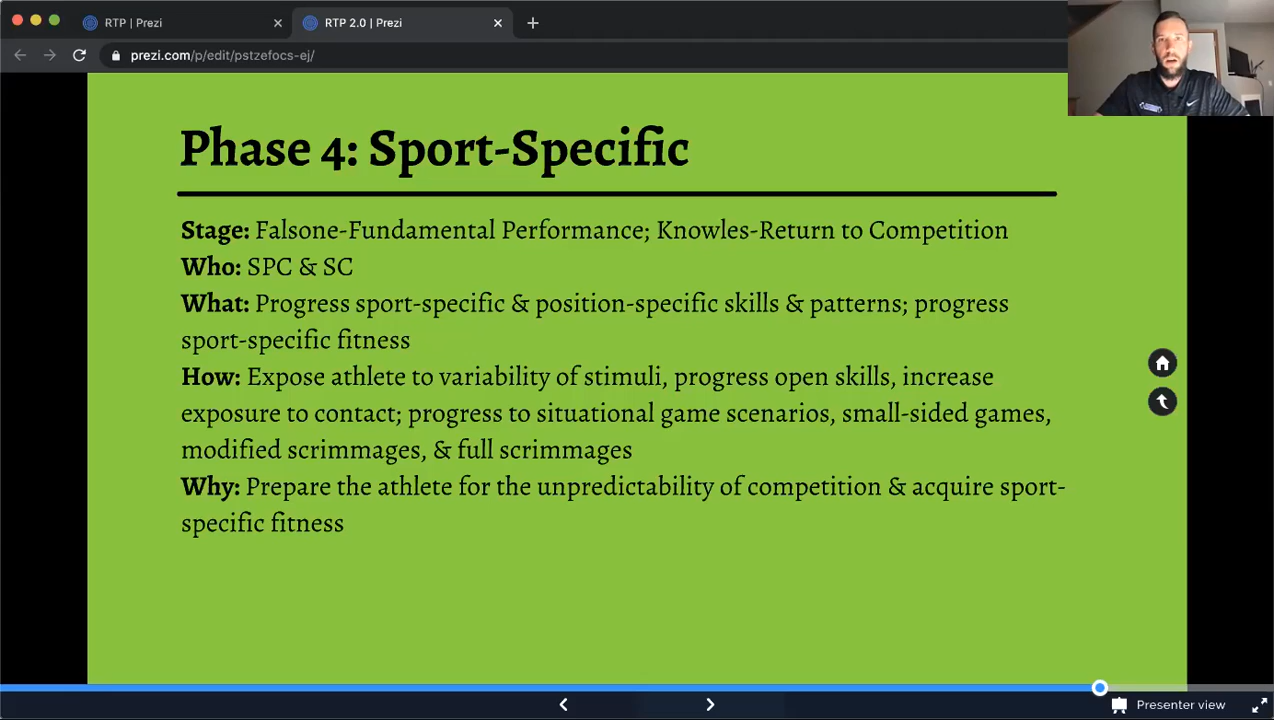 RTP | Prezi
RTP 2.0 | Prezi
prezi.com/p/edit/pstzefocs-ej/
Phase 4: Sport-Specific
Stage: Falsone-Fundamental Performance; Knowles-Return to Competition
Who: SPC & SC
What: Progress sport-specific & position-specific skills & patterns; progress
sport-specific fitness
How: Expose athlete to variability of stimuli, progress open skills, increase
exposure to contact; progress to situational game scenarios, small-sided games,
modified scrimmages, & full scrimmages
Why: Prepare the athlete for the unpredictability of competition & acquire sport-
specific fitness
Presenter view